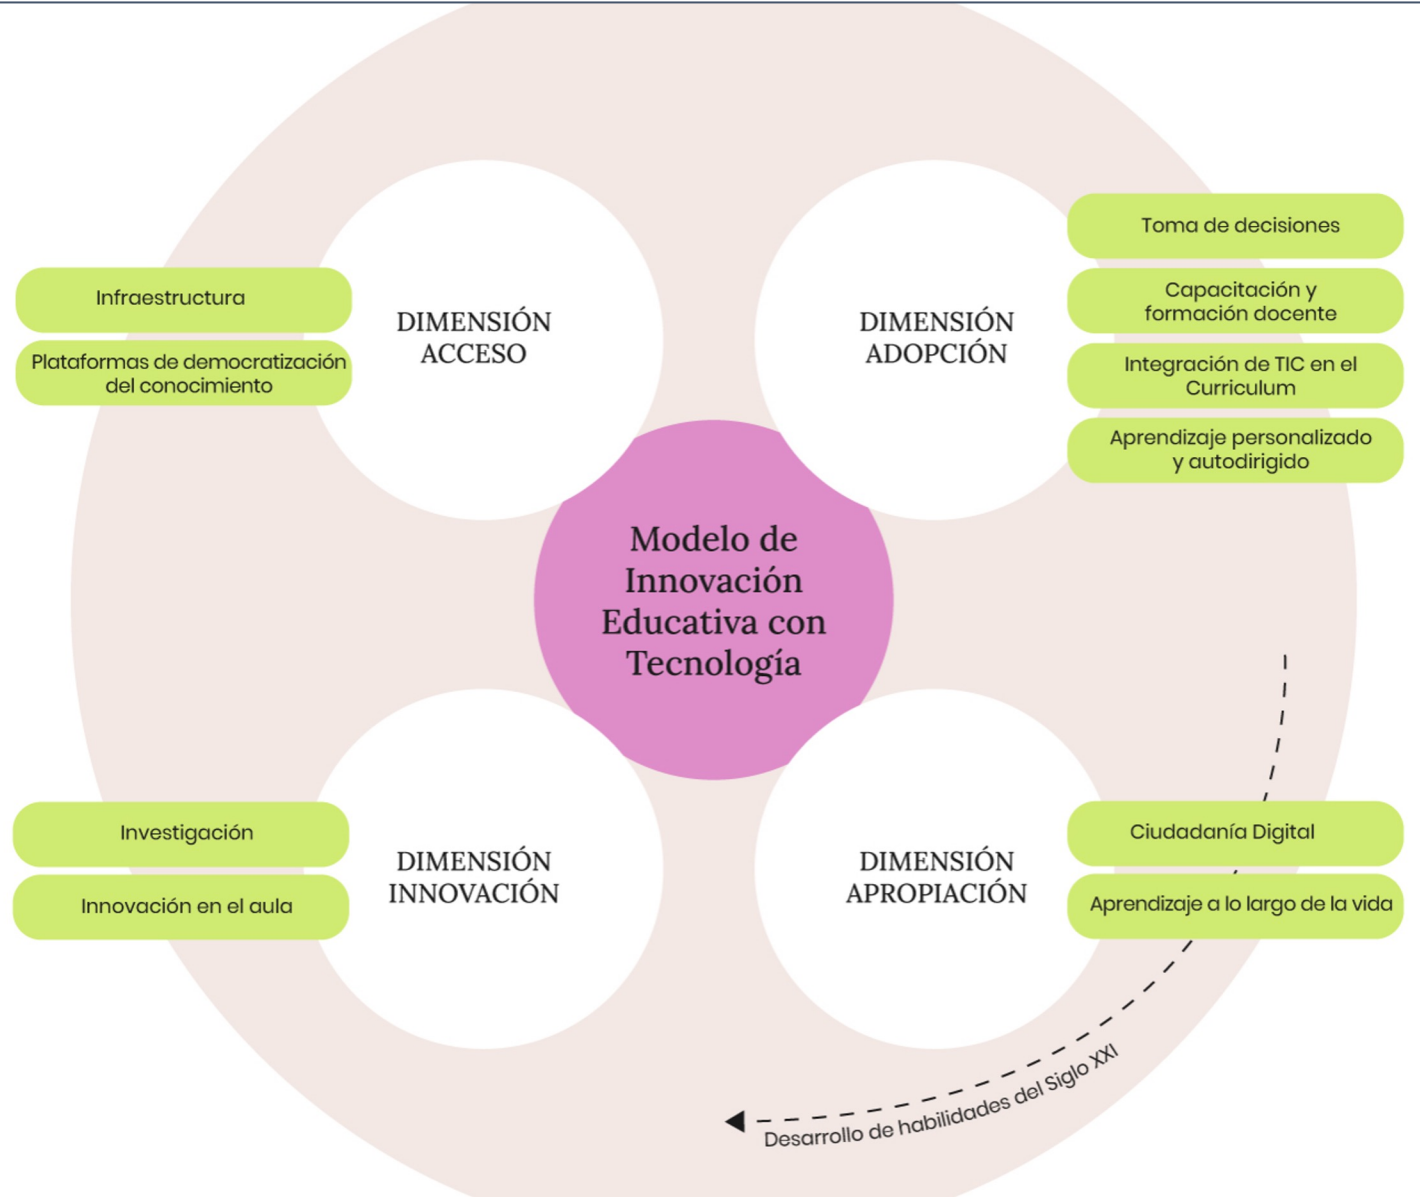 Infraestructura
Plataformas de democratización
del conocimiento
DIMENSIÓN
ACCESO
DIMENSIÓN
ADOPCIÓN
Toma de decisiones
Capacitación y
formación docente
Integración de TIC en el
Curriculum
Aprendizaje personalizado
y autodirigido
Modelo de
Innovación
Educativa con
Tecnología
Investigación
Innovación en el aula
DIMENSIÓN
INNOVACIÓN
DIMENSIÓN
APROPIACIÓN
Ciudadanía Digital
Aprendizaje a lo largo de la vida
Desarrollo de habilidades del Siglo XXI